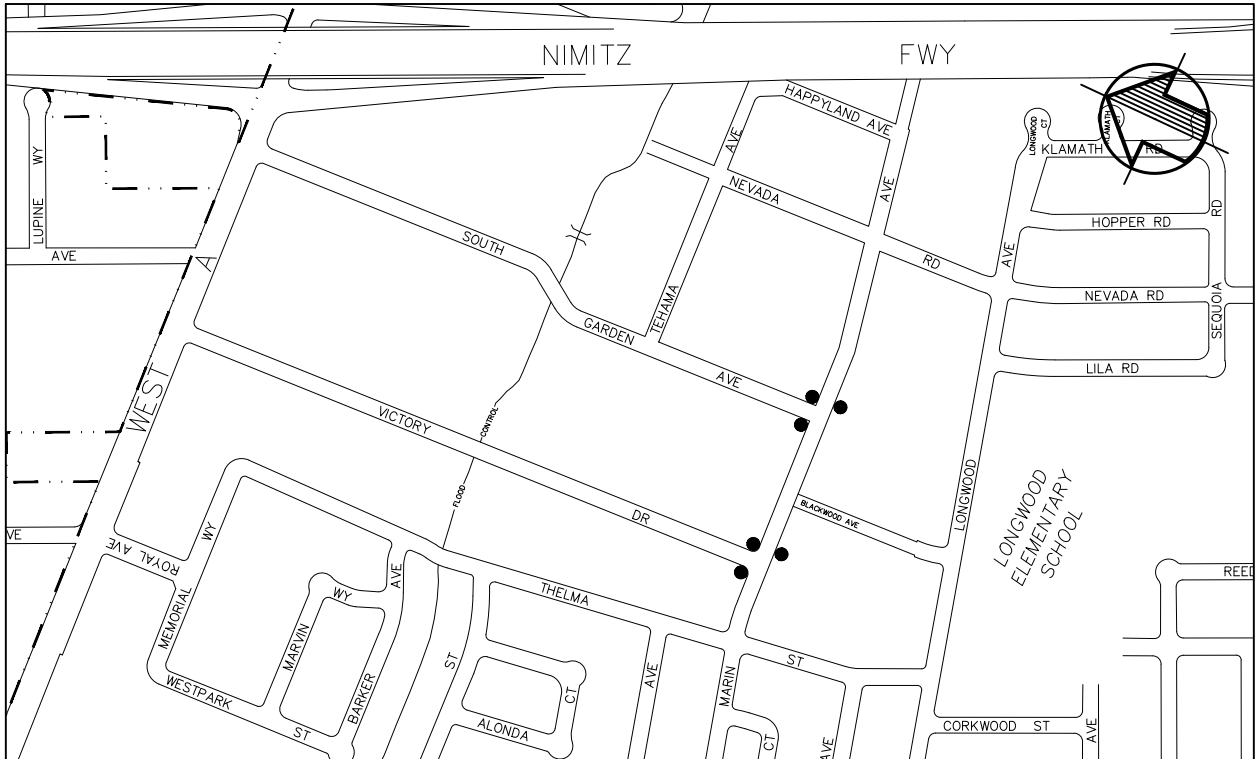 NIMITZ FWY
HAPPYLAND AVE
AVE
NEVADA
RD
AVE
TEHAMA
LONGWOOD
CT
KLAMATH
CT
KLAMATH RD
HOPPER RD
RD
AVE
NEVADA RD
SEQUOIA
LILA RD
LUPINE WY
AVE
A
WEST
SOUTH
GARDEN
AVE
VICTORY
DR
CONTROL
FLOOD
BLACKWOOD AVE
LONGWOOD
LONGWOOD
ELEMENTARY
SCHOOL
REED
VE
ROYAL AVE
WY
MEMORIAL
MARVIN
WY
AVE
BARKER
WESTPARK
ST
ST
THELMA
ST
ALONDA
CT
AVE
MARIN
CT
AVE
CORKWOOD ST
AVE